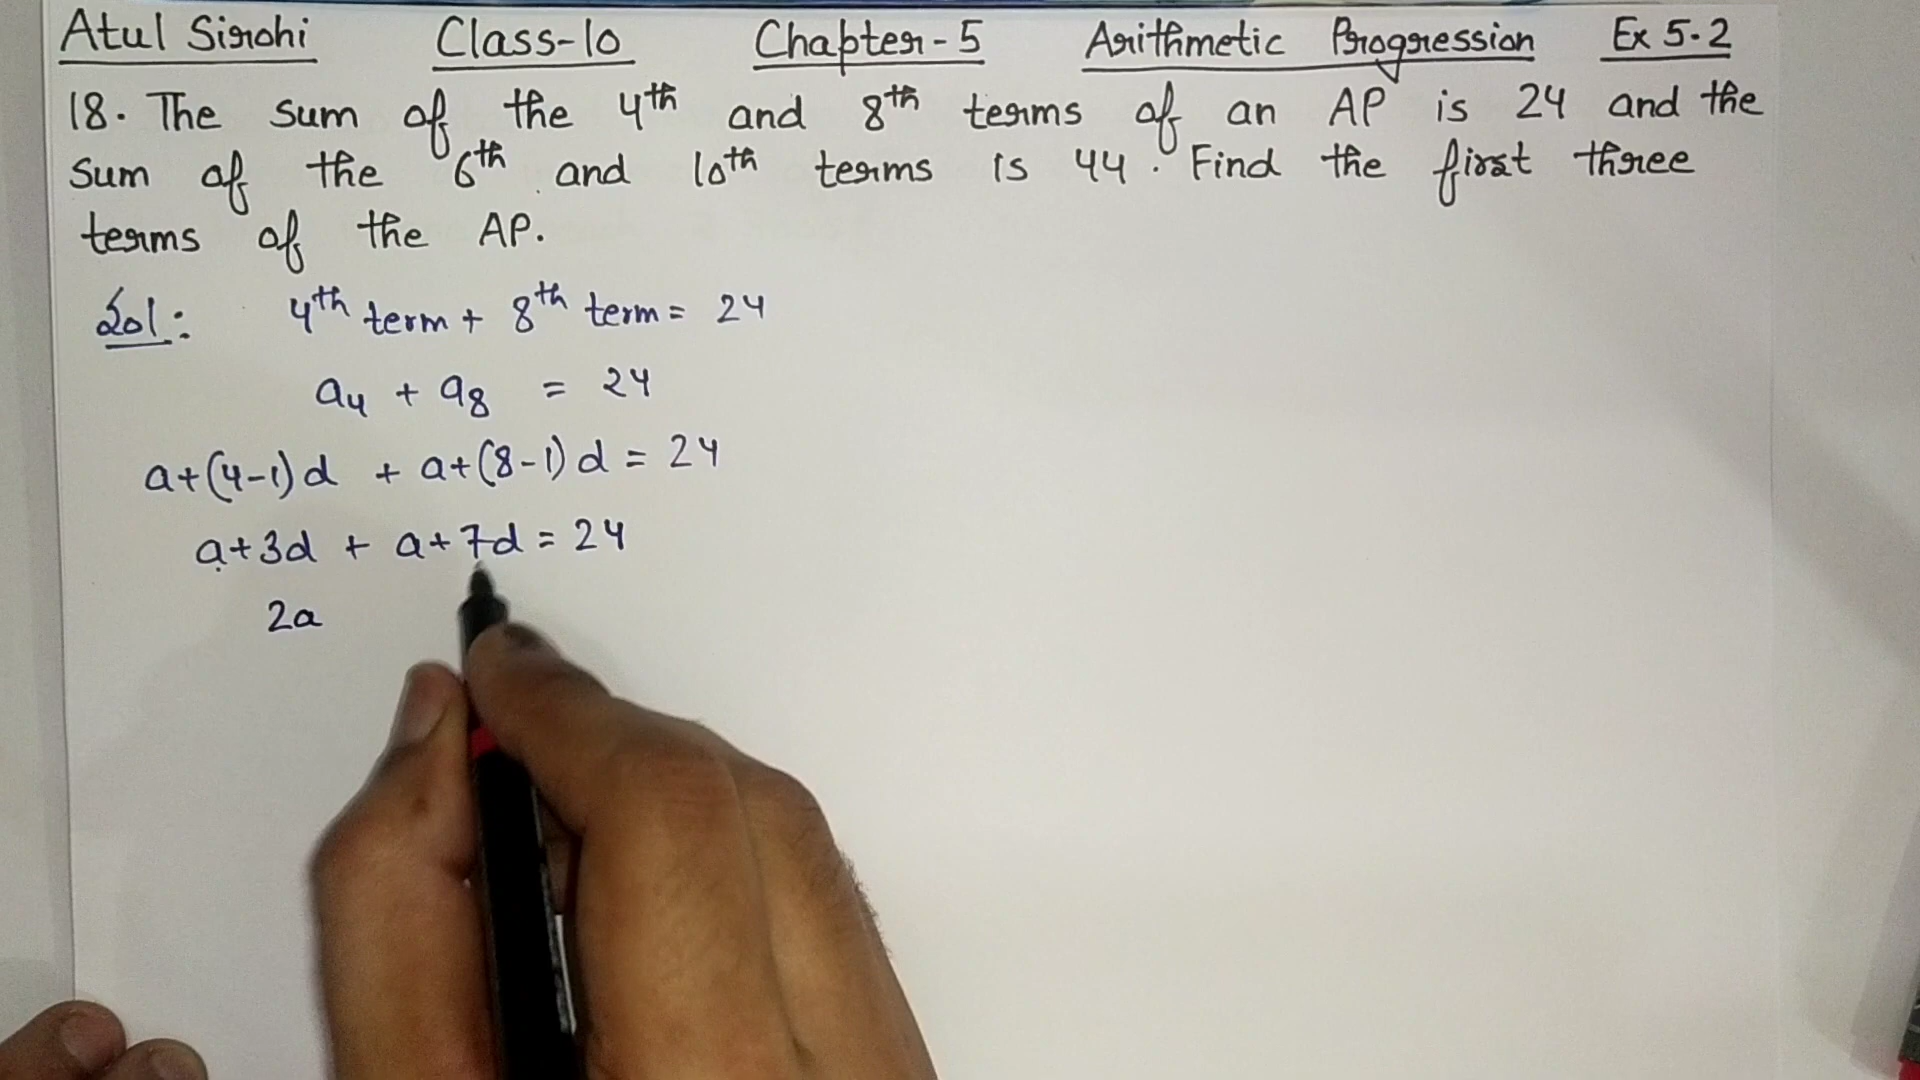 Atul Sirohi Class-10 Chapter-5 Arithmetic Progression Ex 5.2
18. The sum of the 4th and 8th terms of an AP is 24 and the
sum of the 6th and 10th terms is 44. Find the first three
terms of the AP.
Sol: 4th term + 8th term = 24
a4 + a8 = 24
a+(4-1)d + a+(8-1)d = 24
a+3d + a+7d = 24
2a